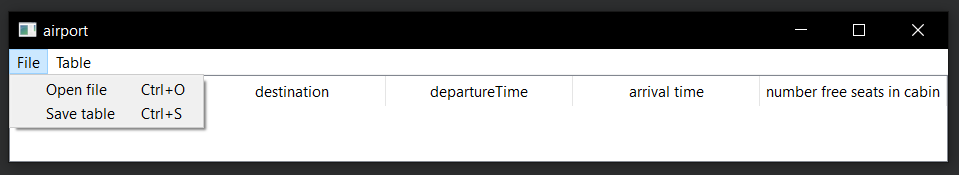 airport
File Table
Open file Ctrl+O
Save table Ctrl+S
destination departureTime arrival time number free seats in cabin